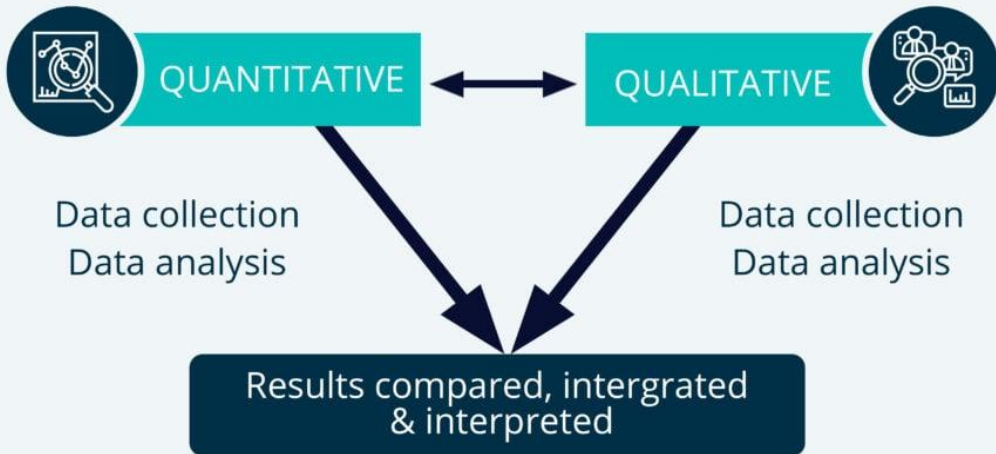 QUANTITATIVE
QUALITATIVE
Data collection
Data analysis
Data collection
Data analysis
Results compared, intergrated
& interpreted